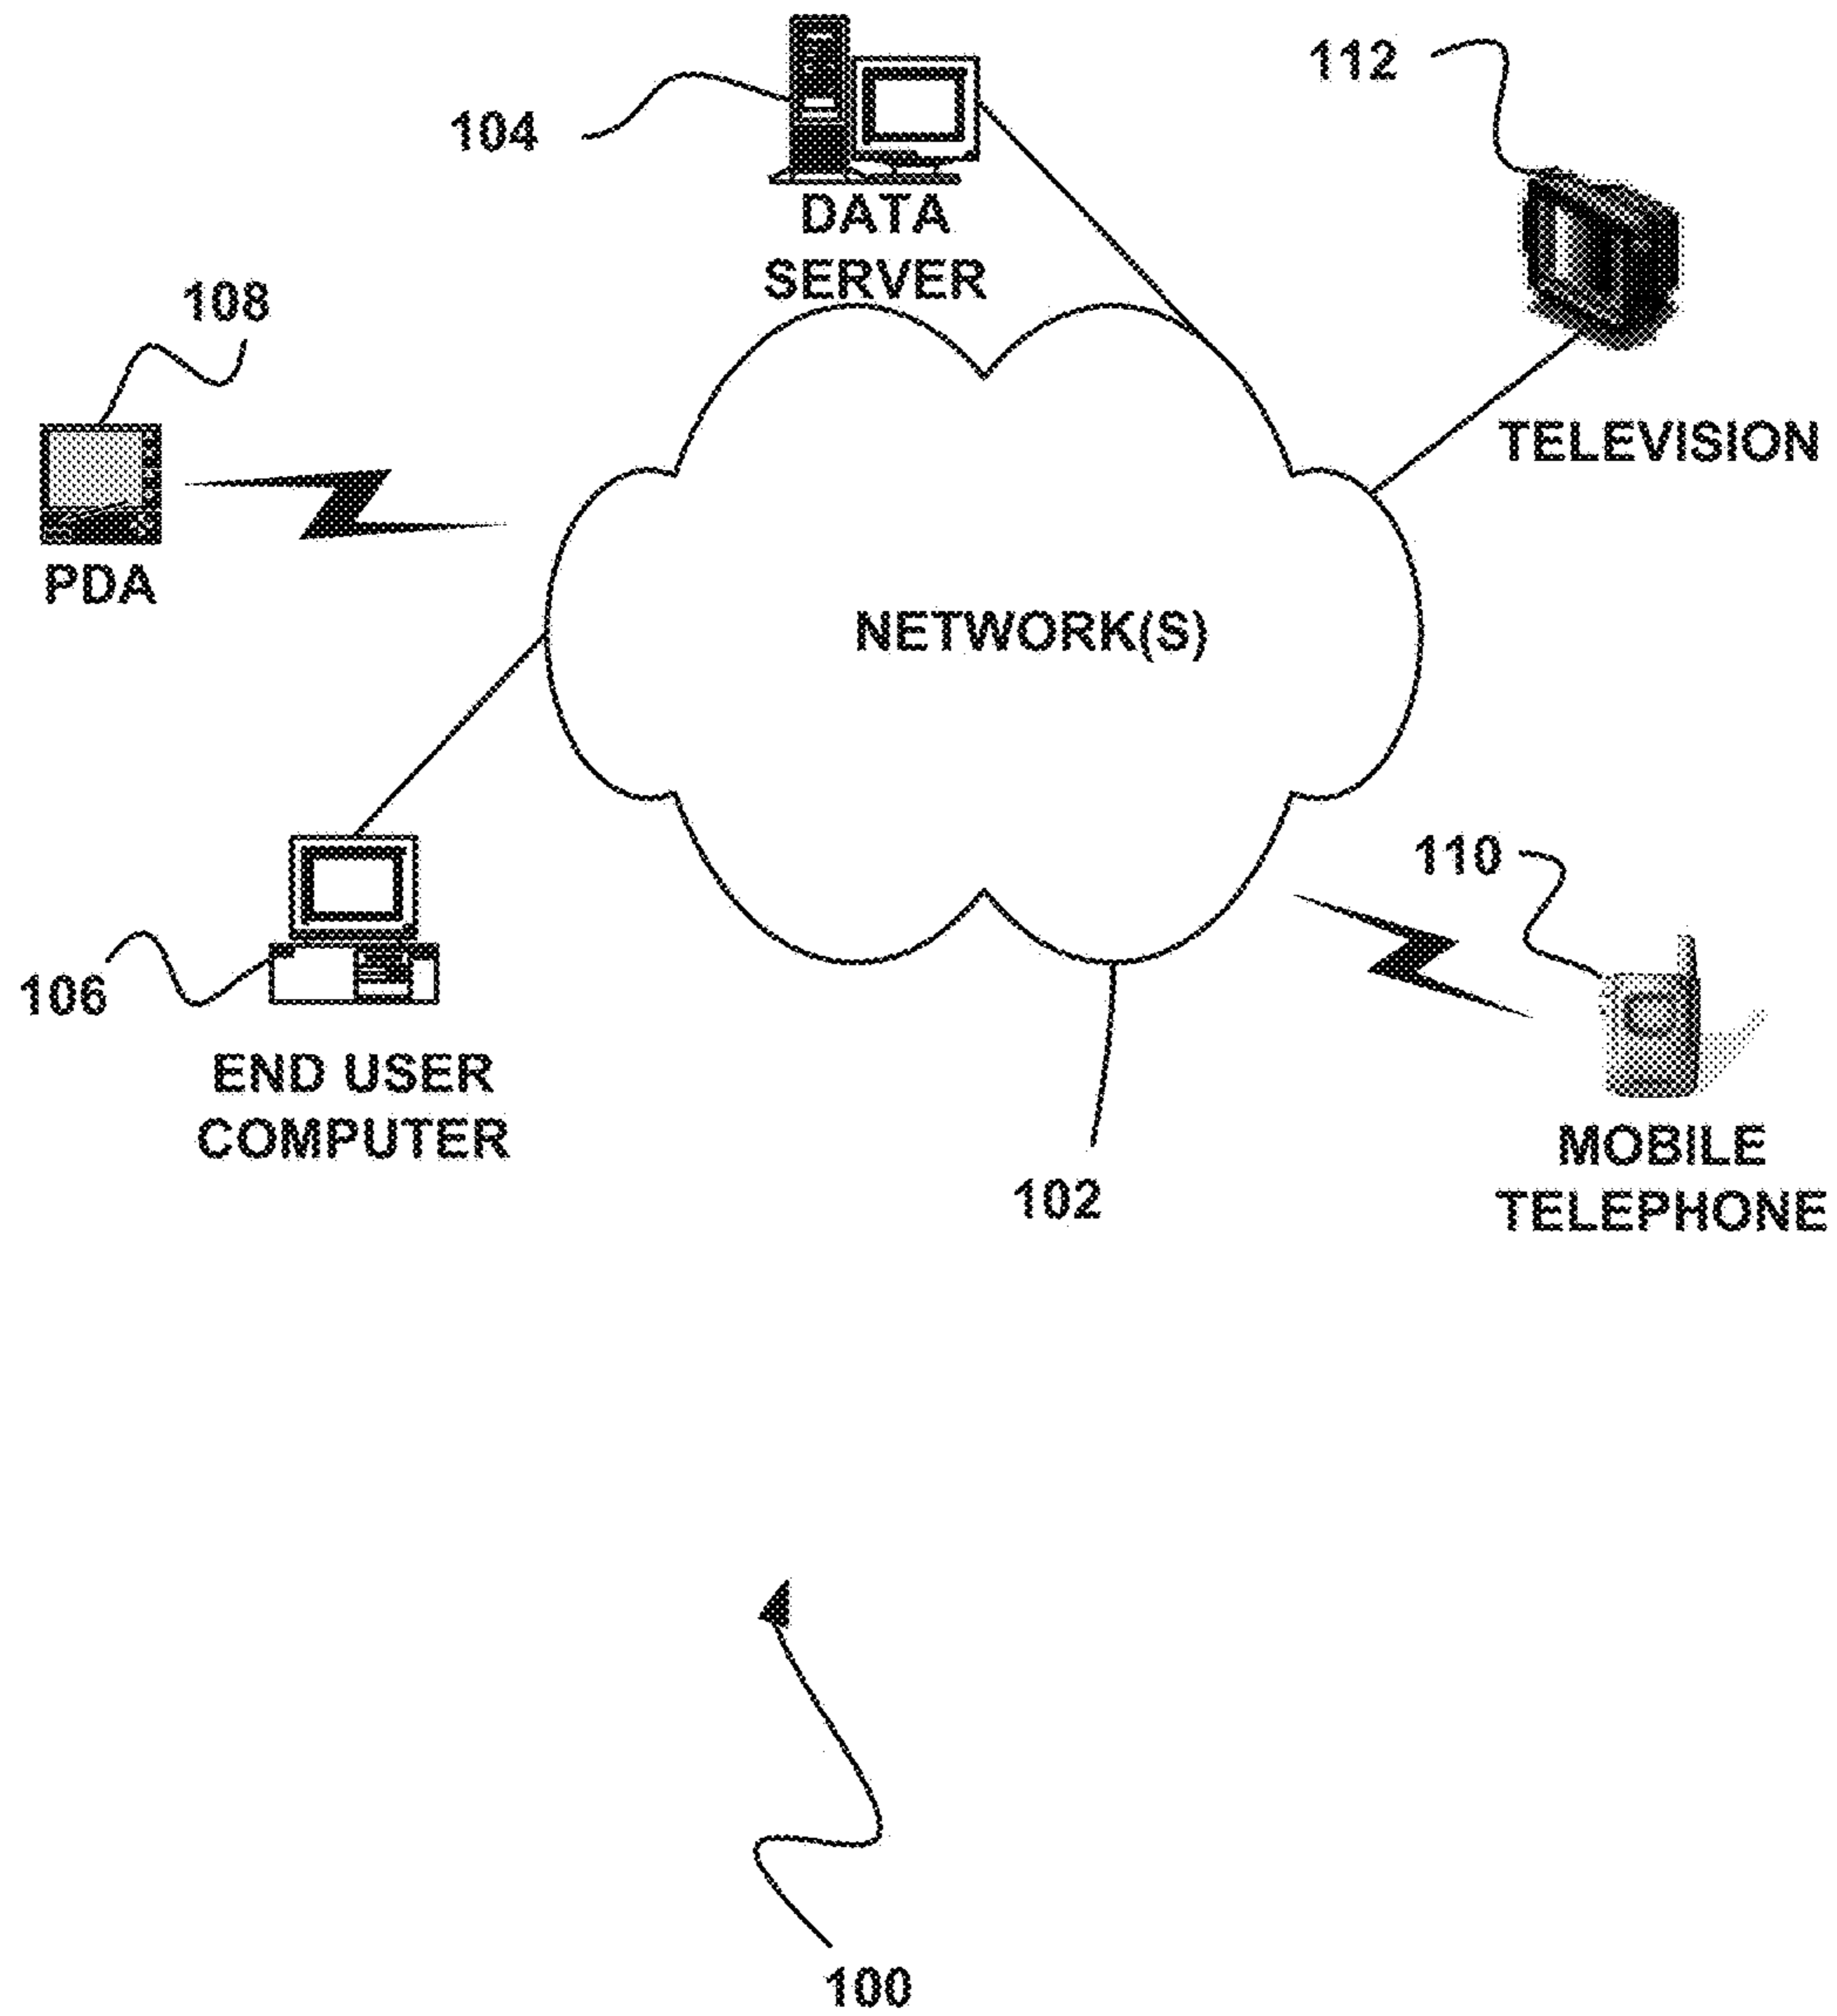 112
104
DATA
SERVER
108
TELEVISION
PDA
NETWORK(S)
110
106
END USER
COMPUTER
MOBILE
TELEPHONE
102
100